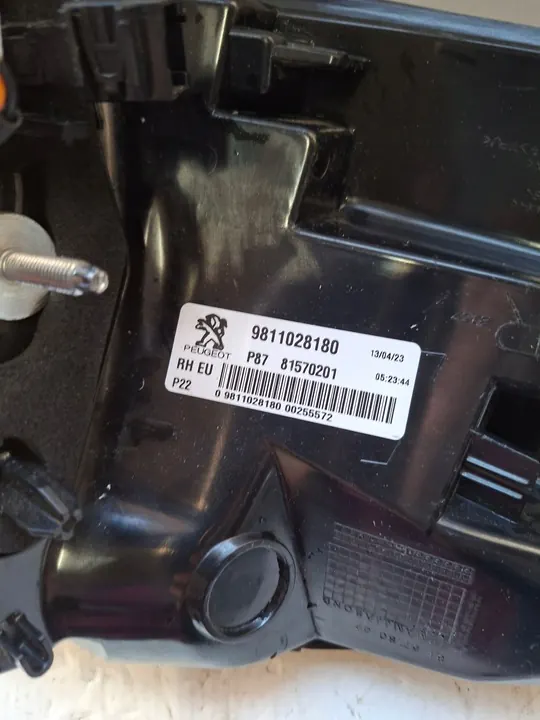 9811028180 13/04/23
PEUGEOT P87 81570201 05:23:44
RH EU
P22
0 9811028180 00255572